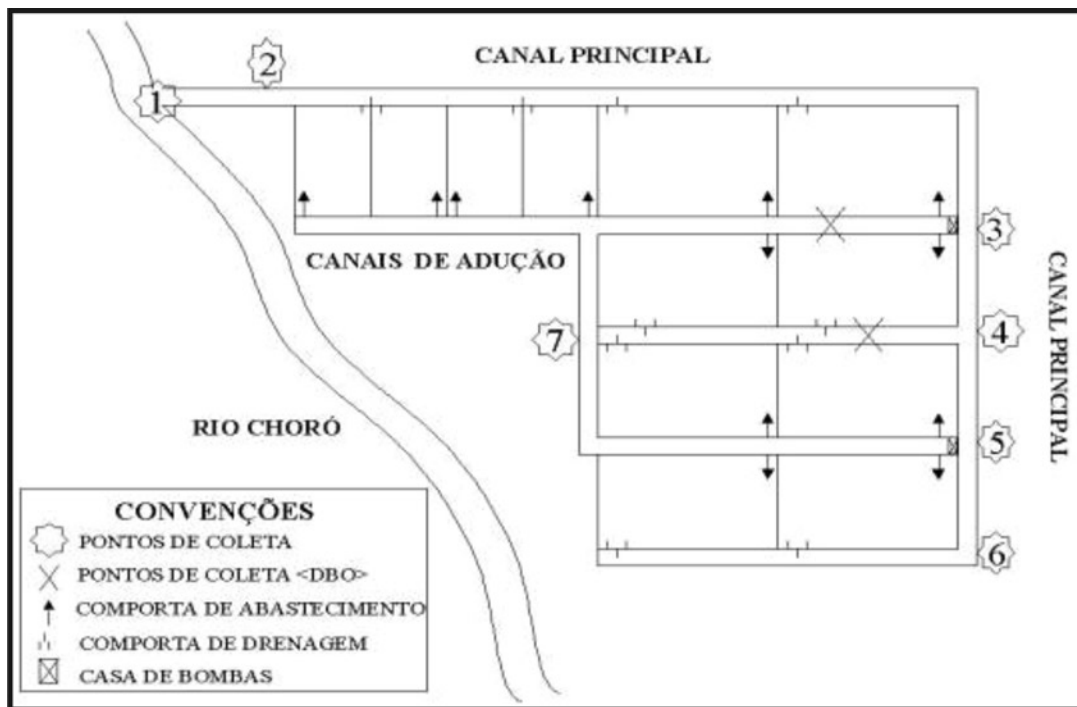 CANAL PRINCIPAL
2
1
3
CANAIS DE ADUÇÃO
CANAL PRINCIPAL
4
7
RIO CHORÓ
5
6
CONVENÇÕES
PONTOS DE COLETA
PONTOS DE COLETA <DBO>
COMPORTA DE ABASTECIMENTO
COMPORTA DE DRENAGEM
CASA DE BOMBAS